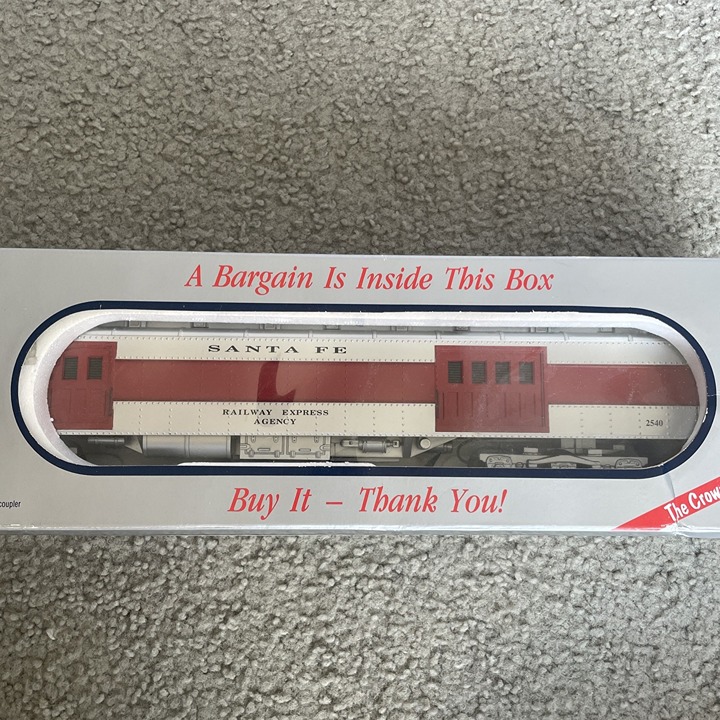 A Bargain Is Inside This Box
SANTA FE
RAILWAY EXPRESS
AGENCY
2540
coupler
Buy It – Thank You!
The Crow